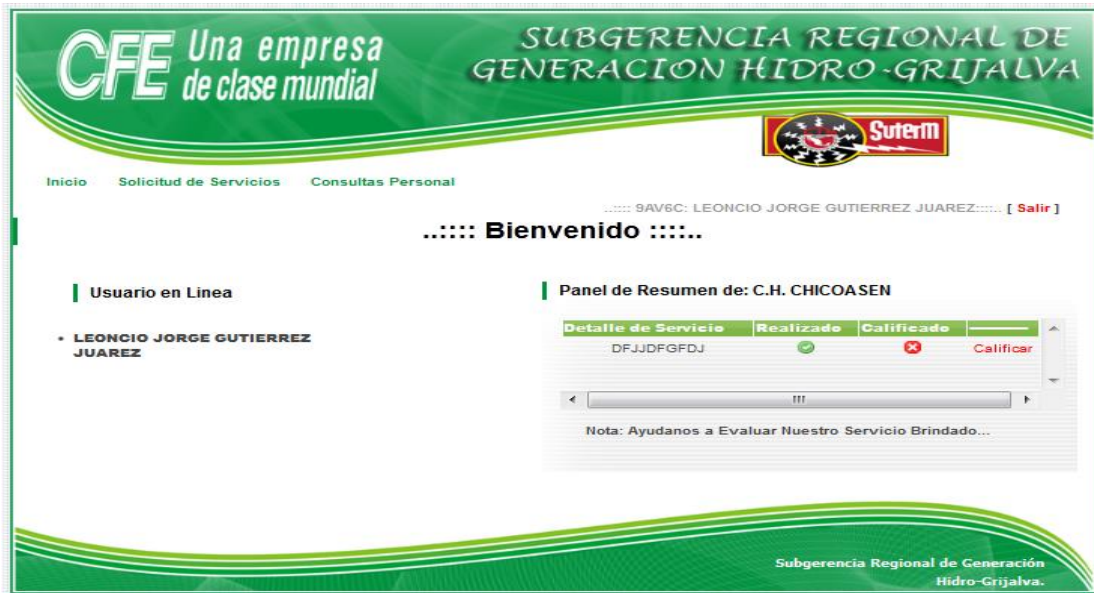 CFE Una empresa
de clase mundial
SUBGERENCIA REGIONAL DE
GENERACION HIDRO-GRIJALVA
Suterm
Inicio Solicitud de Servicios Consultas Personal
..:::: 9AV6C: LEONCIO JORGE GUTIERREZ JUAREZ::::.. [ Salir ]
..:::: Bienvenido ::::..
Usuario en Linea
• LEONCIO JORGE GUTIERREZ
JUAREZ
Panel de Resumen de: C.H. CHICOASEN
Detalle de Servicio Realizado Calificado ———
DFJJDFGFDJ Calificar
Nota: Ayudanos a Evaluar Nuestro Servicio Brindado...
Subgerencia Regional de Generación
Hidro-Grijalva.